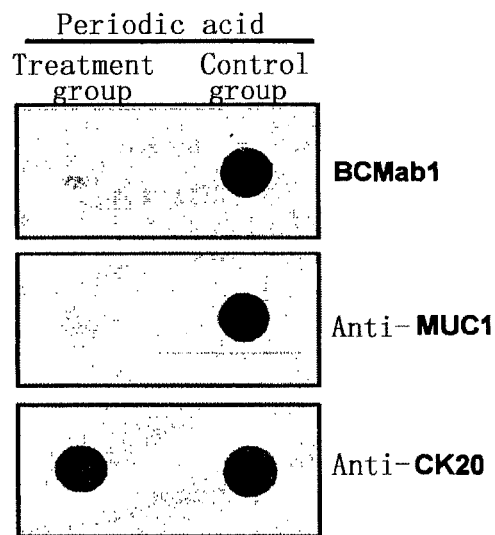 Periodic acid
Treatment group
Control group
BCMab1
Anti-MUC1
Anti-CK20